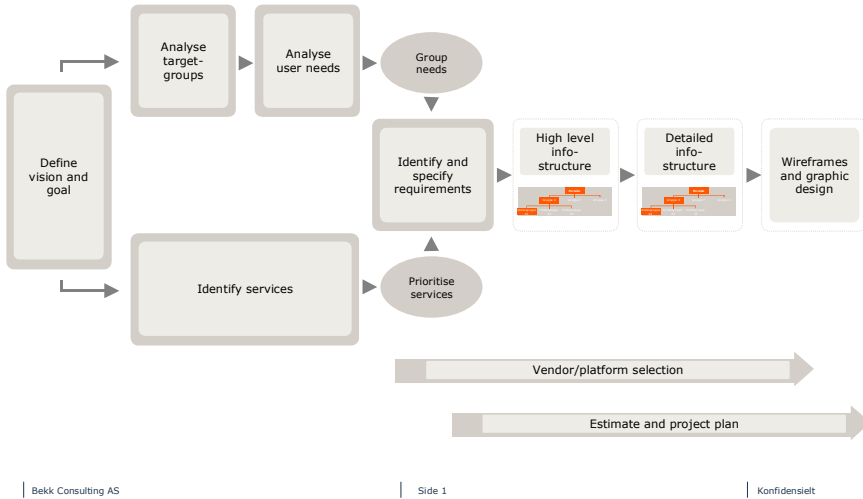 Analyse
target-
groups
Analyse
user needs
Group
needs
Define
vision and
goal
Identify and
specify
requirements
High level
info-
structure
Detailed
info-
structure
Wireframes
and graphic
design
Identify services
Prioritise
services
Vendor/platform selection
Estimate and project plan
Bekk Consulting AS
Side 1
Konfidensielt